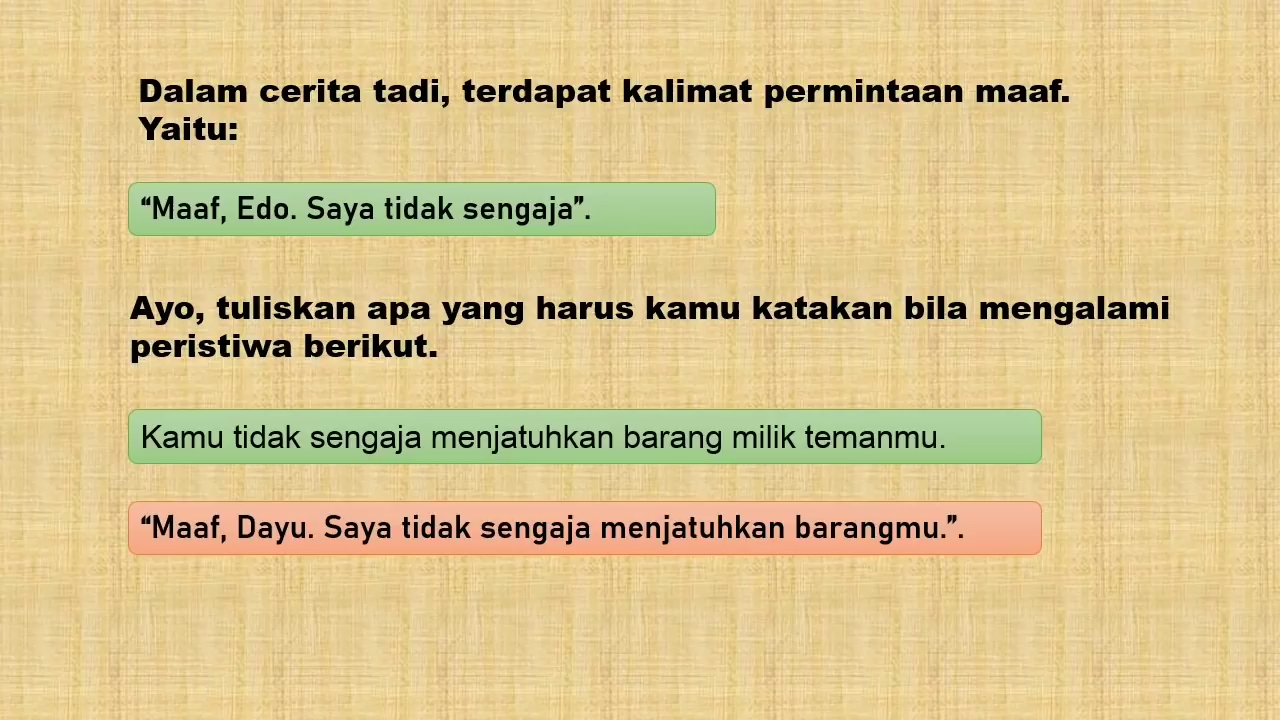 Dalam cerita tadi, terdapat kalimat permintaan maaf.
Yaitu:
“Maaf, Edo. Saya tidak sengaja”.
Ayo, tuliskan apa yang harus kamu katakan bila mengalami
peristiwa berikut.
Kamu tidak sengaja menjatuhkan barang milik temanmu.
“Maaf, Dayu. Saya tidak sengaja menjatuhkan barangmu.”.